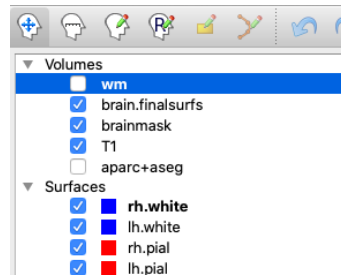 R
Volumes
wm
brain.finalsurfs
brainmask
T1
aparc+aseg
Surfaces
rh.white
lh.white
rh.pial
lh.pial